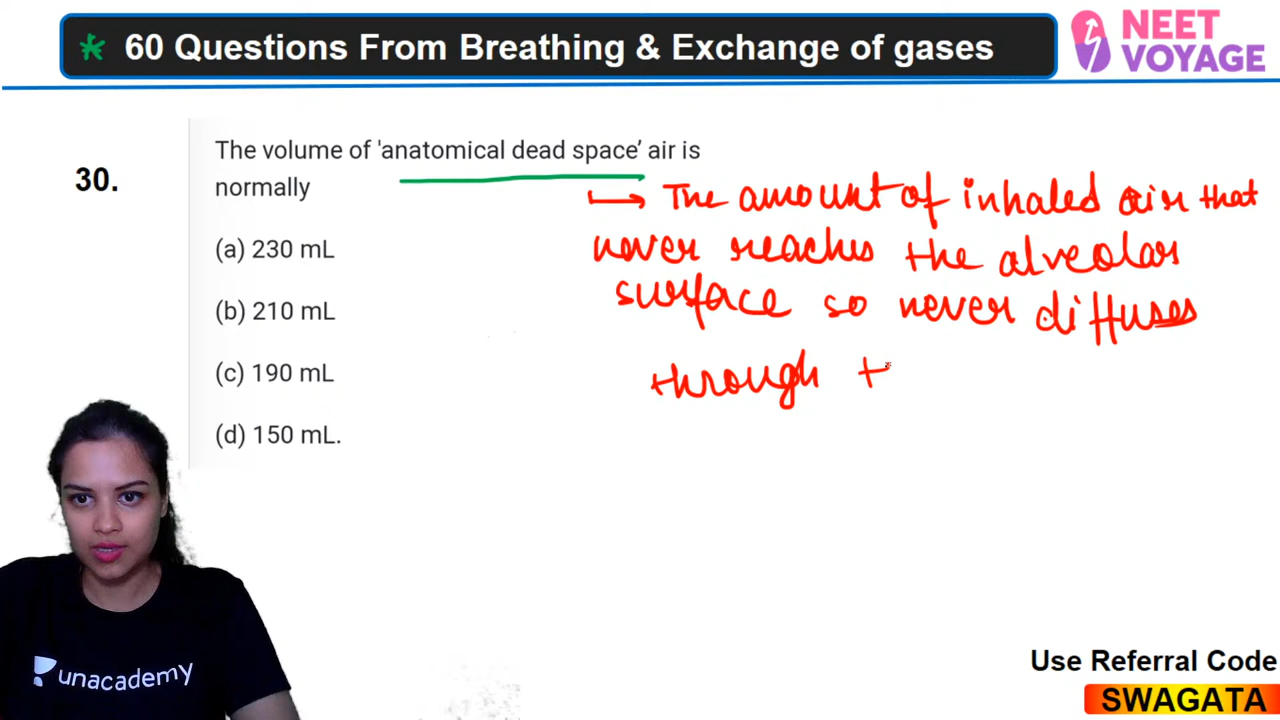 * 60 Questions From Breathing & Exchange of gases
NEET
VOYAGE
30.
The volume of 'anatomical dead space’ air is
normally
(a) 230 mL
(b) 210 mL
(c) 190 mL
(d) 150 mL.
→ The amount of inhaled air that
never reaches the alveolar
surface so never diffuses
through t
unacademy
Use Referral Code
SWAGATA